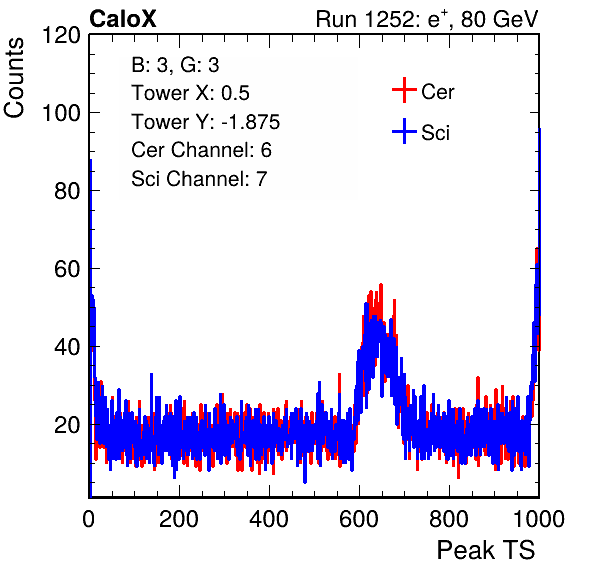 CaloX Run 1252: e⁺, 80 GeV
Counts
120
100
80
60
40
20
B: 3, G: 3
Tower X: 0.5
Tower Y: -1.875
Cer Channel: 6
Sci Channel: 7
Cer
Sci
0 200 400 600 800 1000
Peak TS